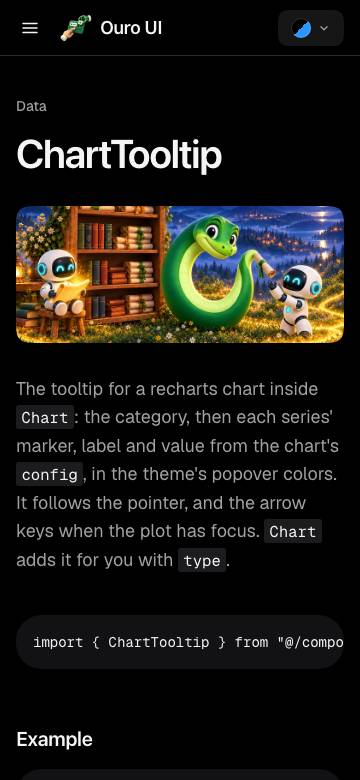 Ouro UI
Data
ChartTooltip
The tooltip for a recharts chart inside
Chart: the category, then each series'
marker, label and value from the chart's
config, in the theme's popover colors.
It follows the pointer, and the arrow
keys when the plot has focus. Chart
adds it for you with type.
import { ChartTooltip } from "@/compo
Example